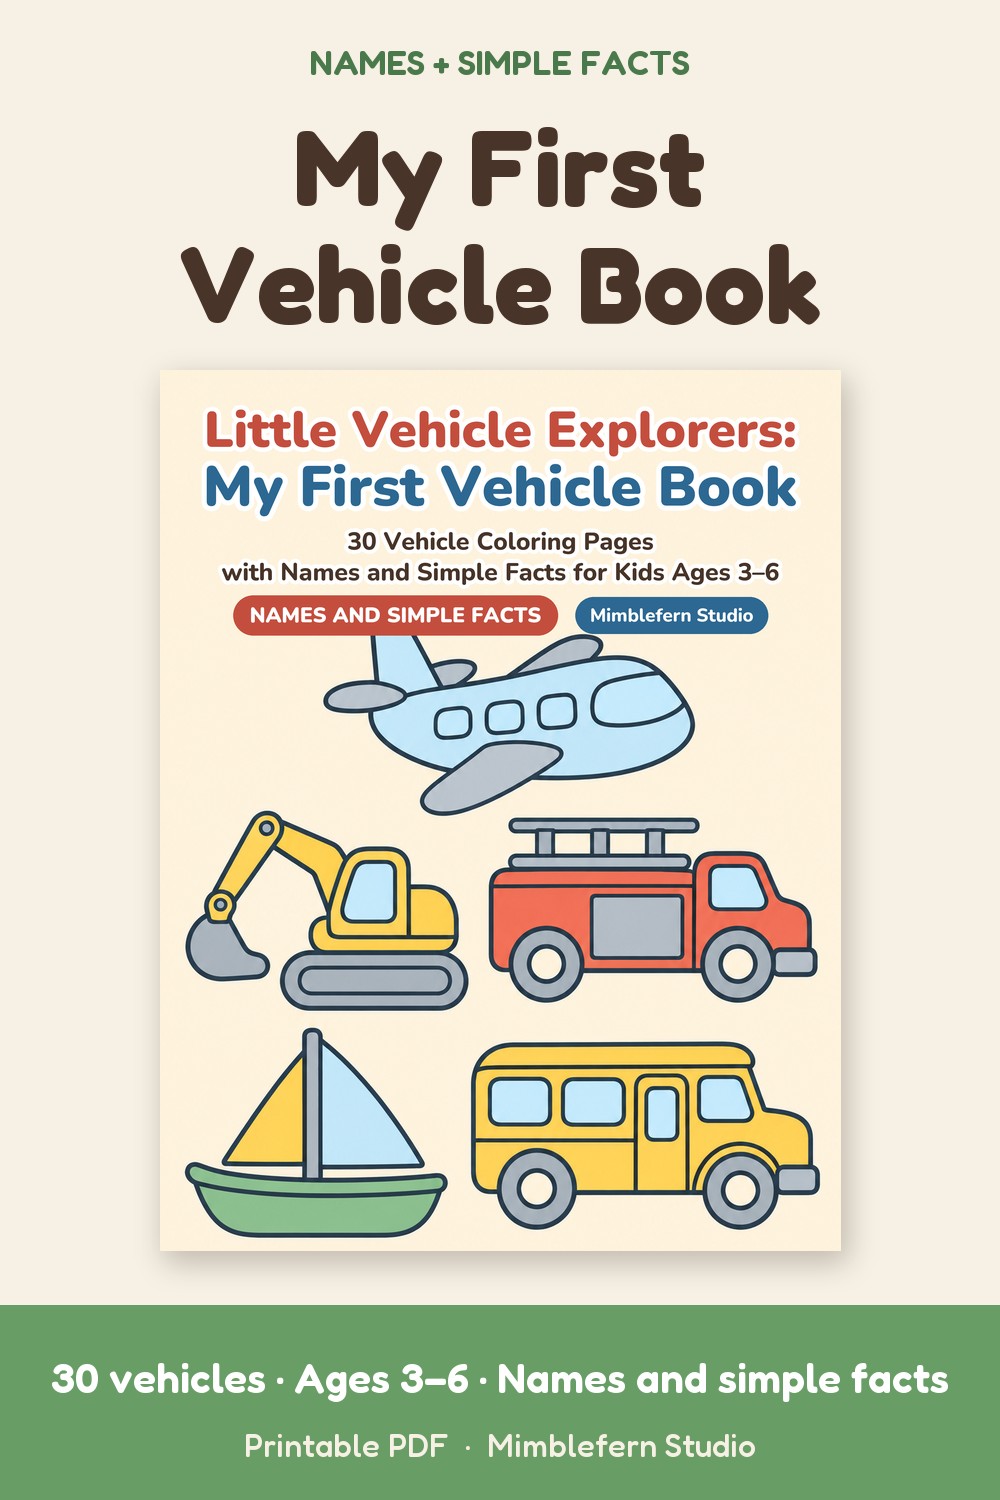 NAMES + SIMPLE FACTS
My First
Vehicle Book
Little Vehicle Explorers:
My First Vehicle Book
30 Vehicle Coloring Pages
with Names and Simple Facts for Kids Ages 3–6
NAMES AND SIMPLE FACTS
Mimblefern Studio
30 vehicles · Ages 3–6 · Names and simple facts
Printable PDF · Mimblefern Studio